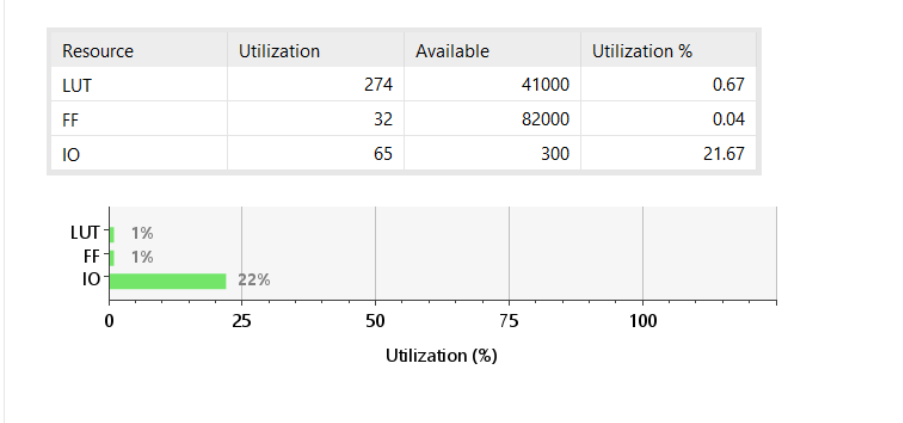 Resource Utilization Available Utilization %
LUT 274 41000 0.67
FF 32 82000 0.04
IO 65 300 21.67
LUT 1%
FF 1%
IO 22%
0 25 50 75 100
Utilization (%)